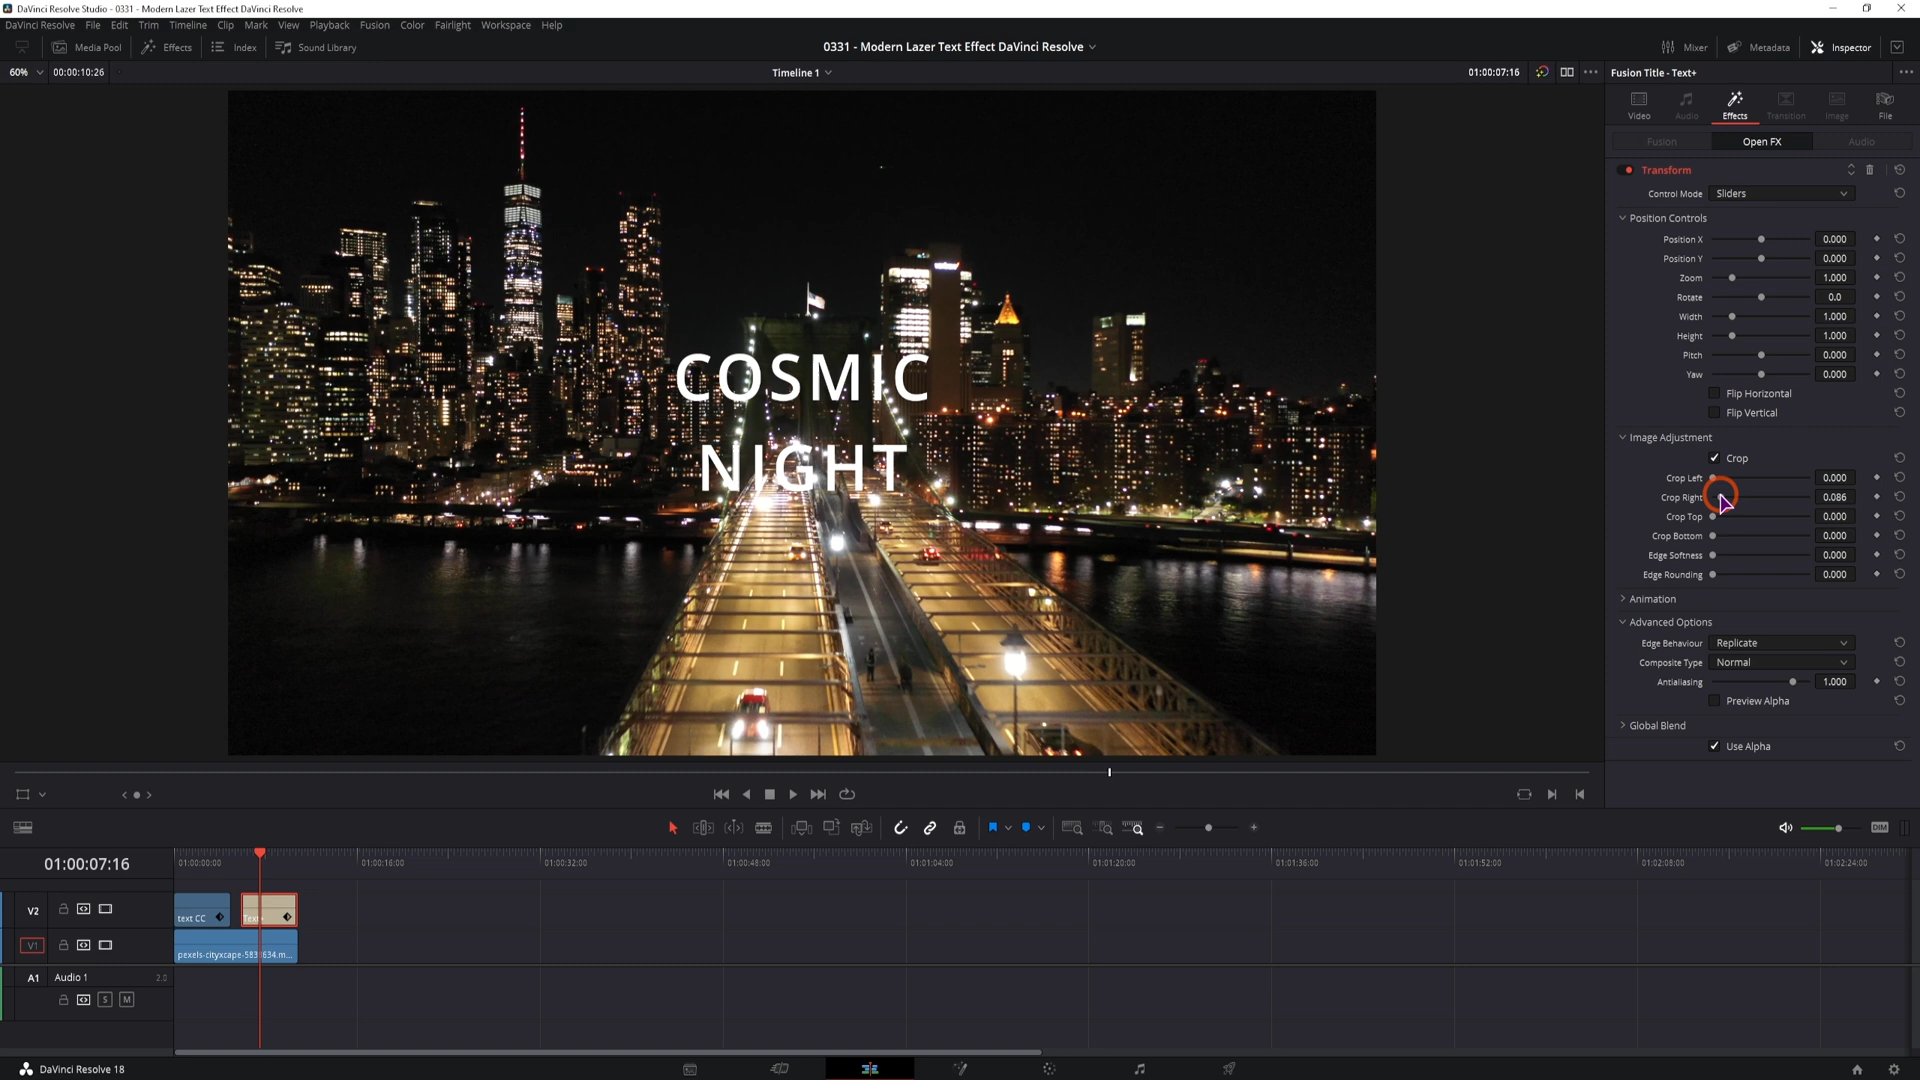 DaVinci Resolve Studio - 0331 - Modern Lazer Text Effect DaVinci Resolve
DaVinci Resolve File Edit Trim Timeline Clip Mark View Playback Fusion Color Fairlight Workspace Help
Media Pool Effects Index Sound Library 0331 - Modern Lazer Text Effect DaVinci Resolve Mixer Metadata Inspector
60% 00:00:10:26 Timeline 1 01:00:07:16 Fusion Title - Text+
Video Audio Effects Transition Image File
Fusion Open FX Audio
Transform
Control Mode Sliders
Position Controls
Position X 0.000
Position Y 0.000
Zoom 1.000
Rotate 0.0
Width 1.000
Height 1.000
Pitch 0.000
Yaw 0.000
Flip Horizontal
Flip Vertical
Image Adjustment
Crop
Crop Left 0.000
Crop Right 0.086
Crop Top 0.000
Crop Bottom 0.000
Edge Softness 0.000
Edge Rounding 0.000
Animation
Advanced Options
Edge Behaviour Replicate
Composite Type Normal
Antialiasing 1.000
Preview Alpha
Global Blend
Use Alpha
COSMIC
NIGHT
DIM
01:00:07:16
01:00:00:00 01:00:16:00 01:00:32:00 01:00:48:00 01:01:04:00 01:01:20:00 01:01:36:00 01:01:52:00 01:02:08:00 01:02:24:00
V2 text CC Text+
V1 pexels-cityxcape-583 634.m...
A1 Audio 1 2.0
S M
DaVinci Resolve 18